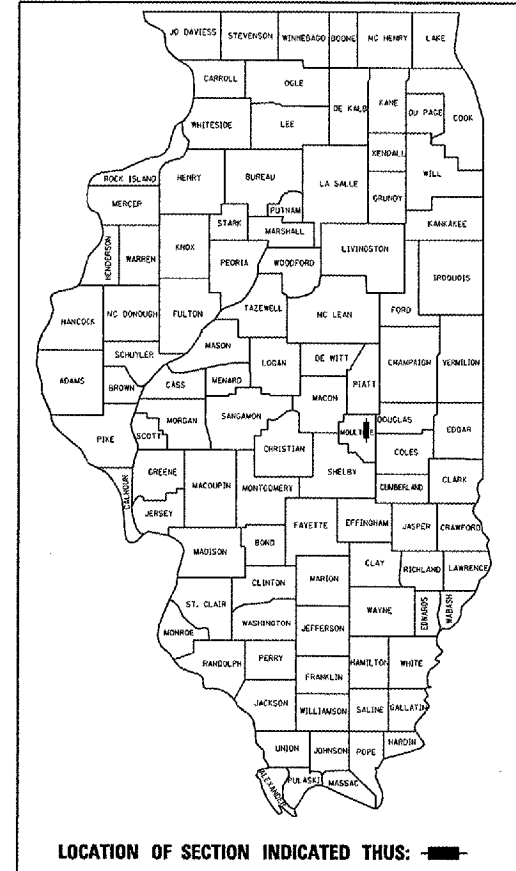 JO DAVIESS STEVENSON WINNEBAGO BOONE MC HENRY LAKE
CARROLL OGLE DE KALB KANE DU PAGE COOK
WHITESIDE LEE
KENDALL WILL
ROCK ISLAND HENRY BUREAU LA SALLE GRUNDY
MERCER PUTNAM
STARK MARSHALL KANKAKEE
HENDERSON WARREN KNOX PEORIA WOODFORD LIVINGSTON IROQUOIS
HANCOCK MC DONOUGH FULTON TAZEWELL MC LEAN FORD
MASON
SCHUYLER LOGAN DE WITT CHAMPAIGM VERMILION
ADAMS BROWN CASS MENARD MACON PIATT
PIKE SCOTT MORGAN SANGAMON MOULTRIE DOUGLAS EDGAR
CHRISTIAN COLES
SHELBY
CALHOUN GREENE MACOUPIN MONTGOMERY CUMBERLAND CLARK
JERSEY FAYETTE EFFINGHAM JASPER CRAWFORD
MADISON BOND
CLAY RICHLAND LAWRENCE
CLINTON MARION
ST. CLAIR WAYNE EDWARDS WABASH
MONROE WASHINGTON JEFFERSON
RANDOLPH PERRY HAMILTON WHITE
FRANKLIN
JACKSON WILLIAMSON SALINE GALLATIN
UNION JOHNSON POPE HARDIN
ALEXANDER PULASKI MASSAC
LOCATION OF SECTION INDICATED THUS: